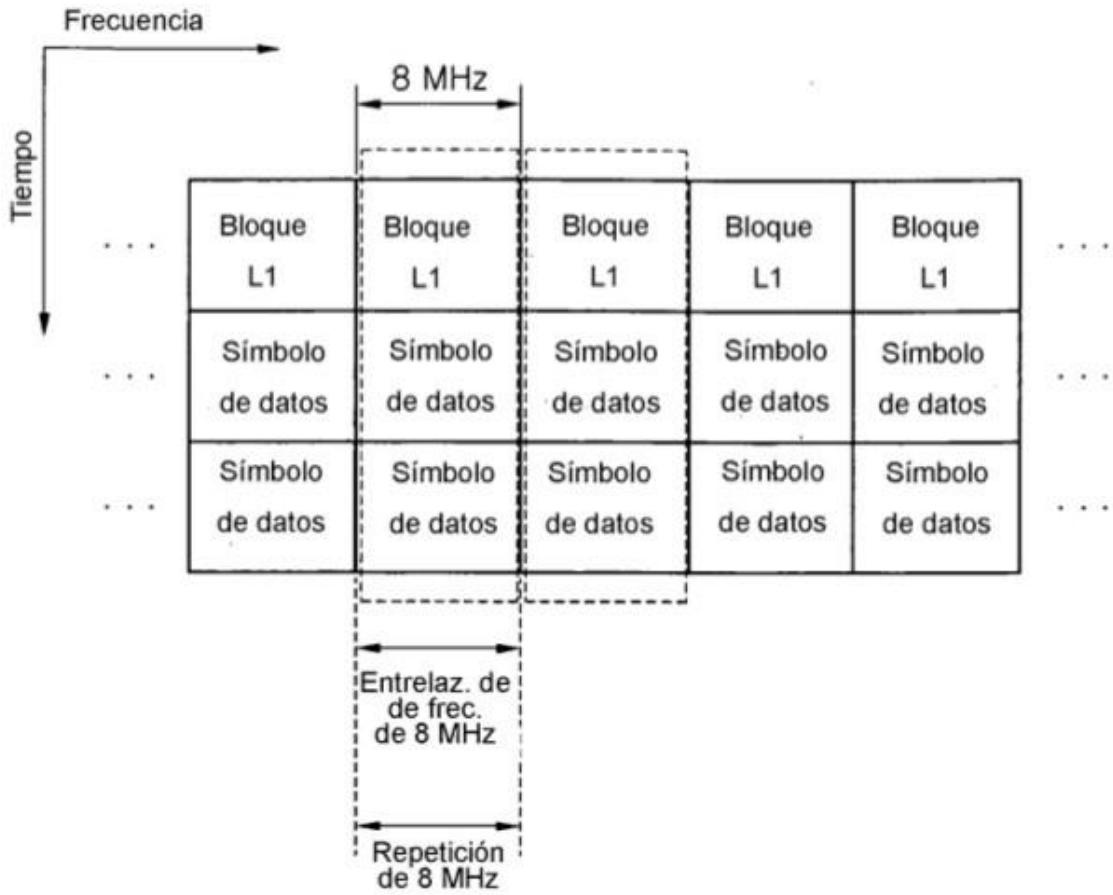 Frecuencia
Tiempo
8 MHz
. . . Bloque L1 Bloque L1 Bloque L1 Bloque L1 Bloque L1 . . .
. . . Símbolo de datos Símbolo de datos Símbolo de datos Símbolo de datos Símbolo de datos . . .
. . . Símbolo de datos Símbolo de datos Símbolo de datos Símbolo de datos Símbolo de datos . . .
Entrelaz. de
de frec.
de 8 MHz
Repetición
de 8 MHz